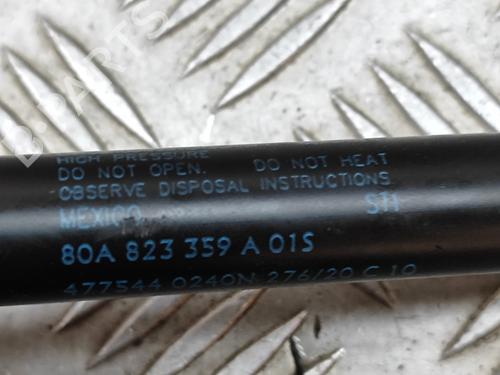 HIGH PRESSURE
DO NOT OPEN. DO NOT HEAT
OBSERVE DISPOSAL INSTRUCTIONS
MEXICO ST1
80A 823 359 A 01S
477544 0240N 276/20 C 10
B-PARTS